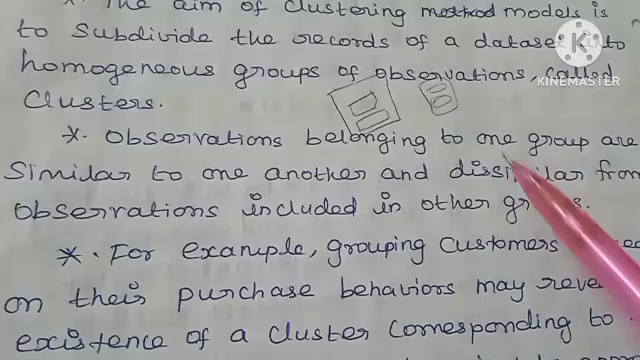 The aim of clustering method models is
to subdivide the records of a dataset into
homogeneous groups of observations, called
clusters.
*. Observations belonging to one group are
similar to one another and dissimilar from
observations included in other
*. For example, grouping customers
on their purchase behaviors may
existence of a cluster corresponding to
KINEMASTER